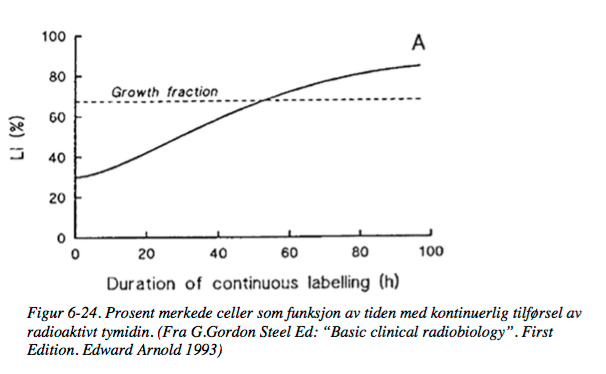 A
100
80
60
40
20
0
LI (%)
Growth fraction
0 20 40 60 80 100
Duration of continuous labelling (h)
Figur 6-24. Prosent merkede celler som funksjon av tiden med kontinuerlig tilførsel av
radioaktivt tymidin. (Fra G.Gordon Steel Ed: “Basic clinical radiobiology”. First
Edition. Edward Arnold 1993)